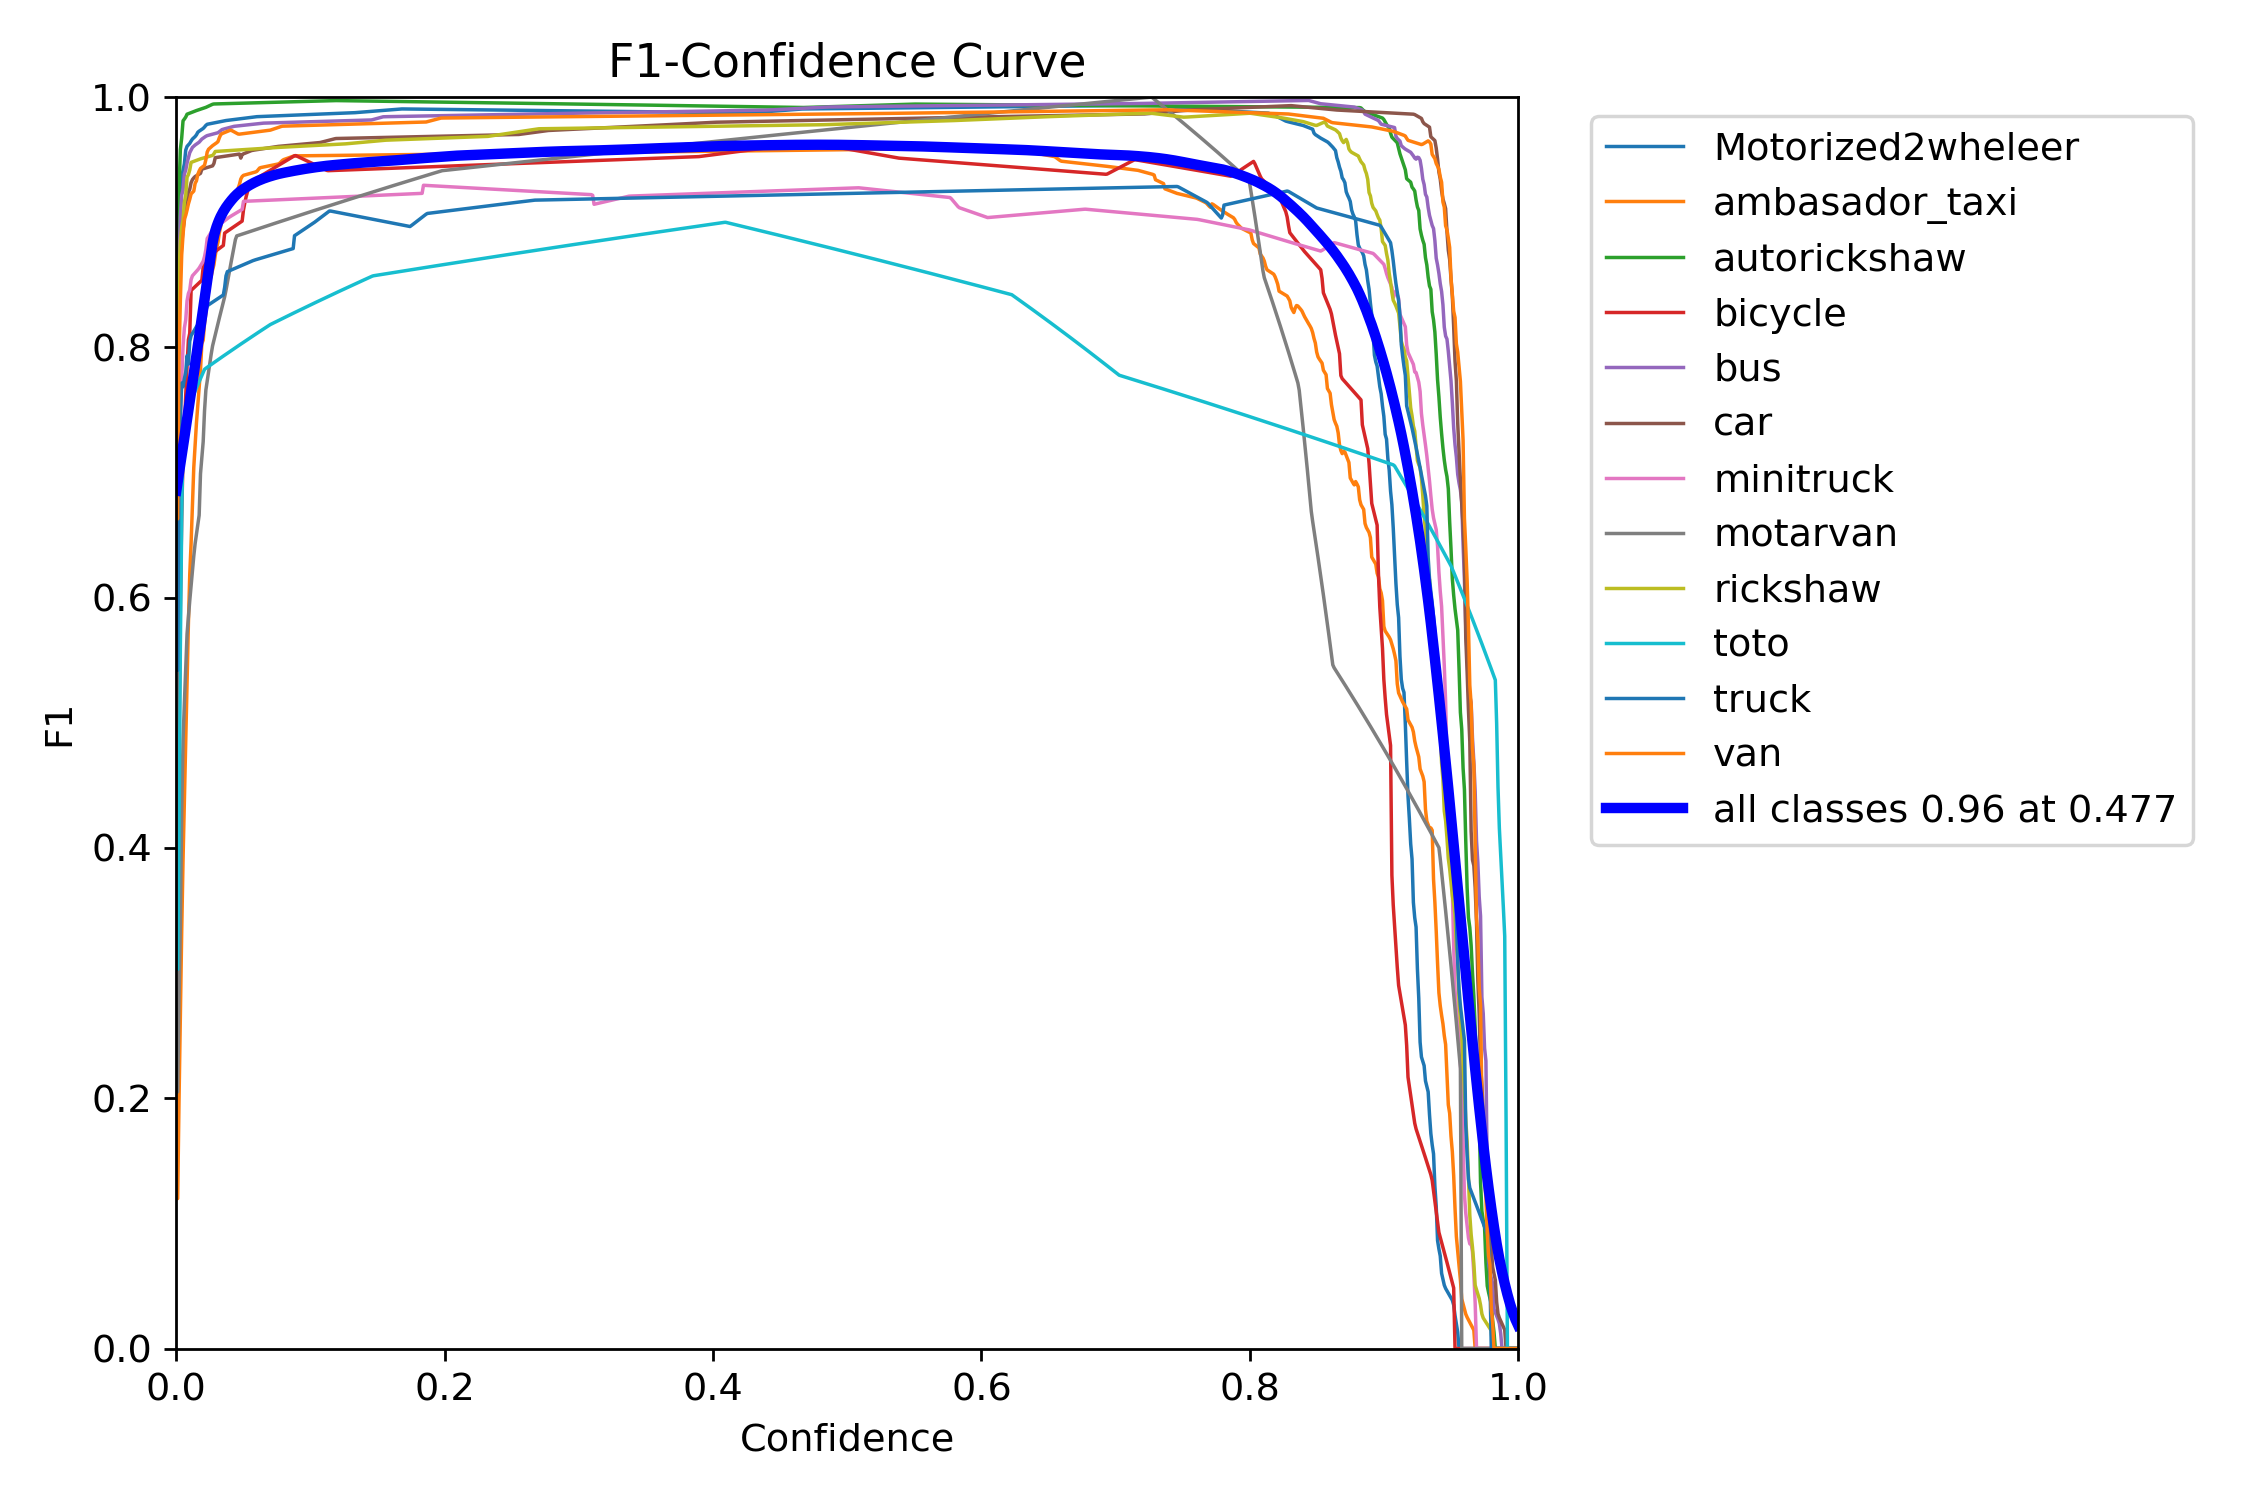 F1-Confidence Curve
1.0
0.8
0.6
0.4
0.2
0.0
F1
0.0 0.2 0.4 0.6 0.8 1.0
Confidence
Motorized2wheleer
ambasador_taxi
autorickshaw
bicycle
bus
car
minitruck
motarvan
rickshaw
toto
truck
van
all classes 0.96 at 0.477